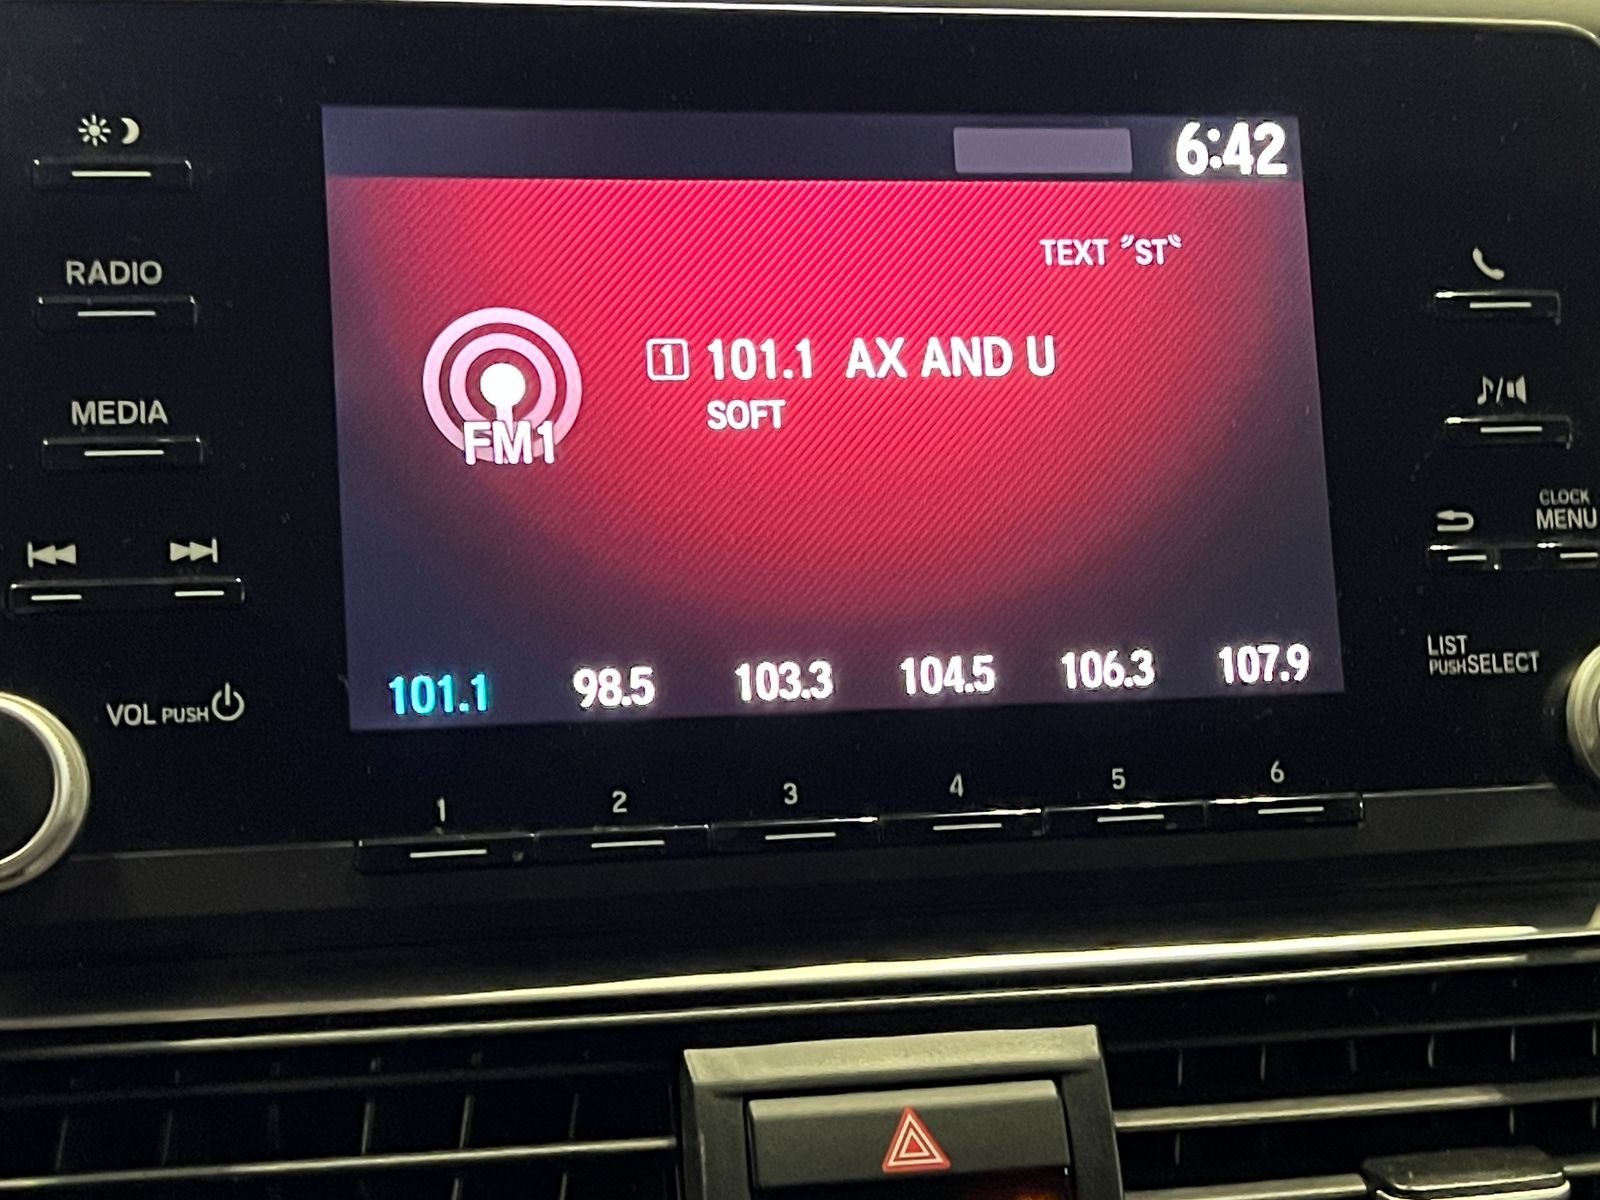 6:42
RADIO
TEXT "ST"
1 101.1 AX AND U
SOFT
FM1
MEDIA
CLOCK
MENU
LIST
PUSH SELECT
VOL PUSH
101.1 98.5 103.3 104.5 106.3 107.9
1 2 3 4 5 6